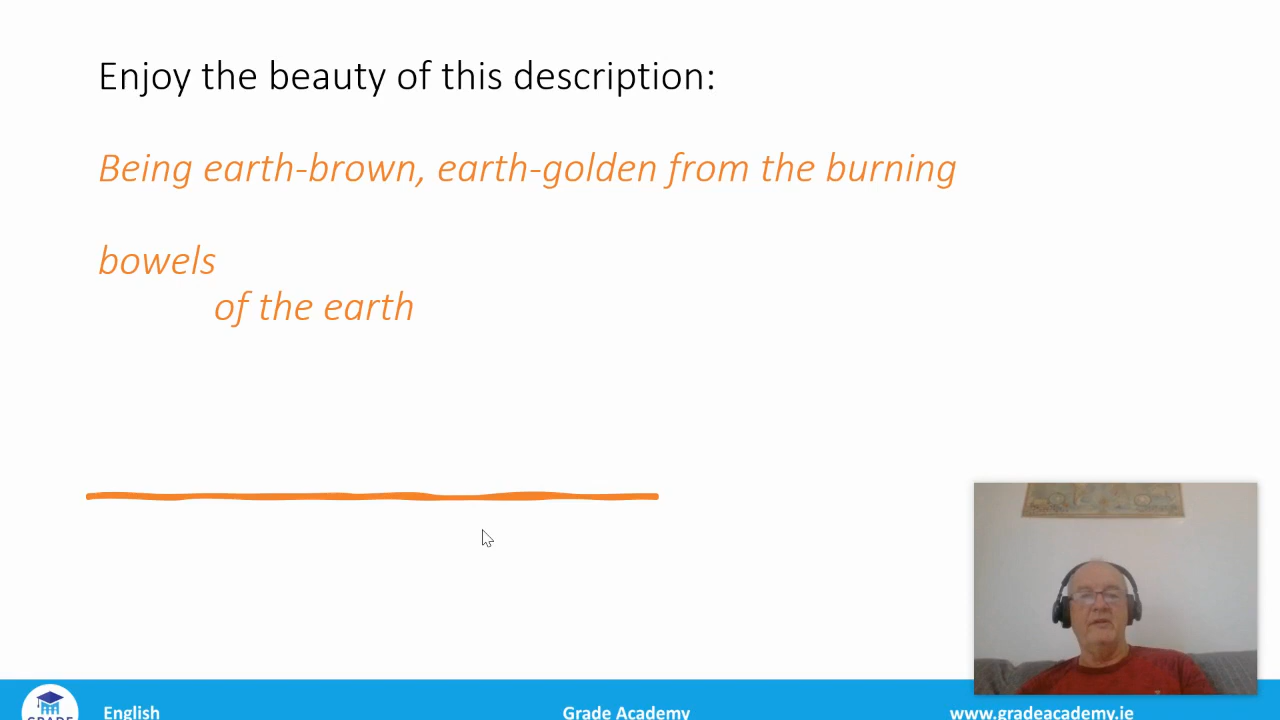 Enjoy the beauty of this description:
Being earth-brown, earth-golden from the burning
bowels
of the earth
GRADE
English
Grade Academy
www.gradeacademy.ie